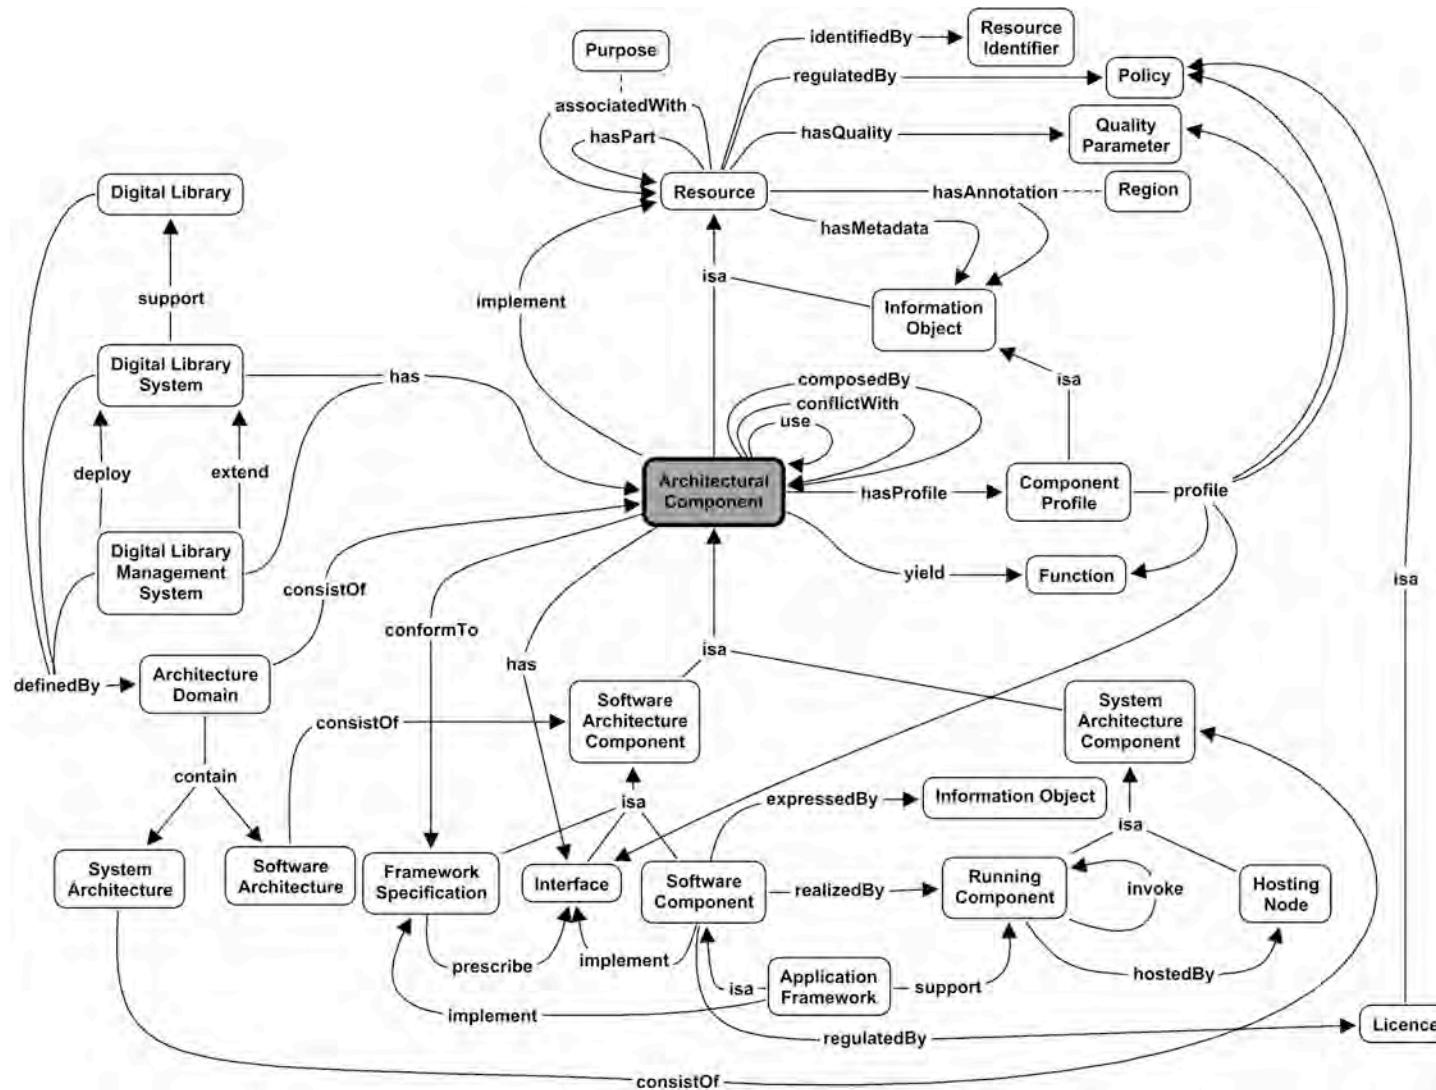 identifiedBy
Resource
Identifier
Purpose
regulatedBy
Policy
associatedWith
hasPart
hasQuality
Quality
Parameter
Digital Library
Resource
hasAnnotation
Region
hasMetadata
isa
support
implement
Information
Object
Digital Library
System
has
composedBy
conflictWith
use
isa
deploy
extend
Architectural
Component
hasProfile
Component
Profile
profile
Digital Library
Management
System
consistOf
yield
Function
isa
conformTo
has
isa
definedBy
Architecture
Domain
consistOf
Software
Architecture
Component
System
Architecture
Component
contain
isa
expressedBy
Information Object
isa
System
Architecture
Software
Architecture
Framework
Specification
Interface
Software
Component
realizedBy
Running
Component
invoke
Hosting
Node
prescribe
implement
isa
Application
Framework
support
hostedBy
implement
regulatedBy
Licence
consistOf